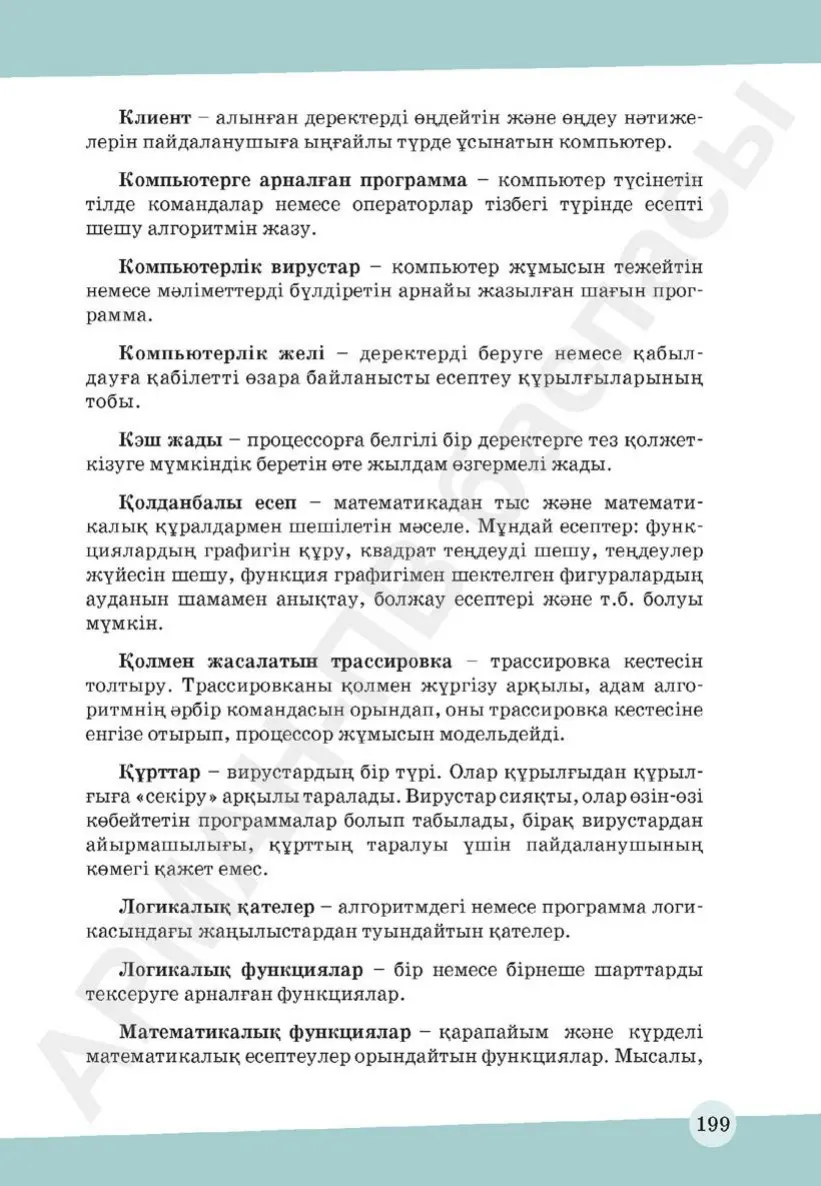 Клиент – алынған деректерді өңдейтін және өңдеу нәтиже-
лерін пайдаланушыға ыңғайлы түрде ұсынатын компьютер.
Компьютерге арналған программа – компьютер түсінетін
тілде командалар немесе операторлар тізбегі түрінде есепті
шешу алгоритмін жазу.
Компьютерлік вирустар – компьютер жұмысын тежейтін
немесе мәліметтерді бүлдіретін арнайы жазылған шағын прог-
рамма.
Компьютерлік желі – деректерді беруге немесе қабыл-
дауға қабілетті өзара байланысты есептеу құрылғыларының
тобы.
Кэш жады – процессорға белгілі бір деректерге тез қолжет-
кізуге мүмкіндік беретін өте жылдам өзгермелі жады.
Қолданбалы есеп – математикадан тыс және математи-
калық құралдармен шешілетін мәселе. Мұндай есептер: функ-
циялардың графигін құру, квадрат теңдеуді шешу, теңдеулер
жүйесін шешу, функция графигімен шектелген фигуралардың
ауданын шамамен анықтау, болжау есептері және т.б. болуы
мүмкін.
Қолмен жасалатын трассировка – трассировка кестесін
толтыру. Трассировканы қолмен жүргізу арқылы, адам алго-
ритмнің әрбір командасын орындап, оны трассировка кестесіне
енгізе отырып, процессор жұмысын модельдейді.
Құрттар – вирустардың бір түрі. Олар құрылғыдан құрыл-
ғыға «секіру» арқылы таралады. Вирустар сияқты, олар өзін-өзі
көбейтетін программалар болып табылады, бірақ вирустардан
айырмашылығы, құрттың таралуы үшін пайдаланушының
көмегі қажет емес.
Логикалық қателер – алгоритмдегі немесе программа логи-
касындағы жаңылыстардан туындайтын қателер.
Логикалық функциялар – бір немесе бірнеше шарттарды
тексеруге арналған функциялар.
Математикалық функциялар – қарапайым және күрделі
математикалық есептеулер орындайтын функциялар. Мысалы,
199
АРМАН-ПВ баспасы